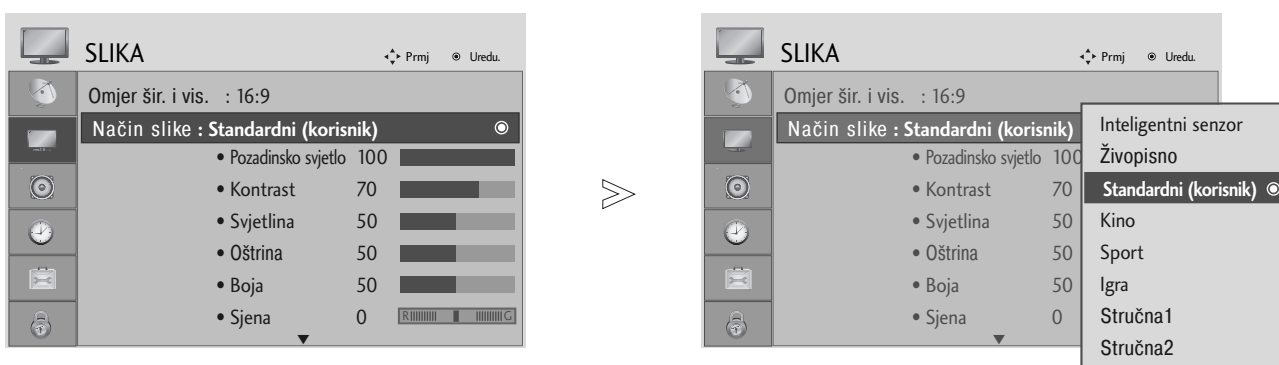 SLIKA
Prmj
Uredu.
Omjer šir. i vis. : 16:9
Način slike : Standardni (korisnik)
• Pozadinsko svjetlo 100
• Kontrast 70
• Svjetlina 50
• Oštrina 50
• Boja 50
• Sjena 0 R G
SLIKA
Prmj
Uredu.
Omjer šir. i vis. : 16:9
Način slike : Standardni (korisnik)
• Pozadinsko svjetlo 100
• Kontrast 70
• Svjetlina 50
• Oštrina 50
• Boja 50
• Sjena 0
Inteligentni senzor
Živopisno
Standardni (korisnik)
Kino
Sport
Igra
Stručna1
Stručna2